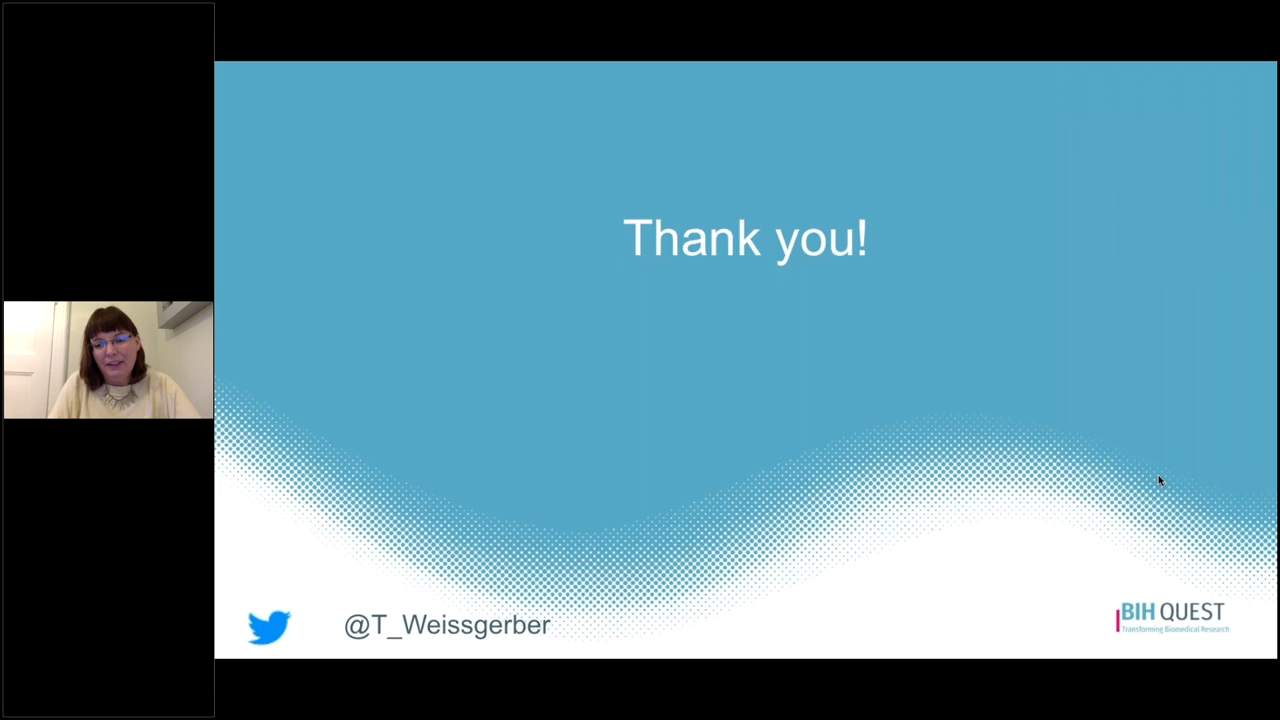 Thank you!
@T_Weissgerber
BIH QUEST
Transforming Biomedical Research